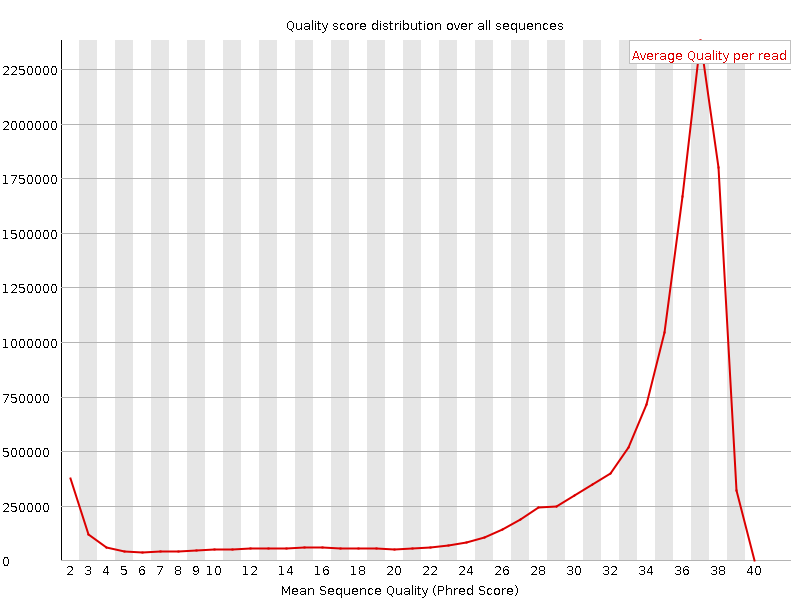 Quality score distribution over all sequences
Average Quality per read
2250000
2000000
1750000
1500000
1250000
1000000
750000
500000
250000
0
2 3 4 5 6 7 8 9 10 12 14 16 18 20 22 24 26 28 30 32 34 36 38 40
Mean Sequence Quality (Phred Score)